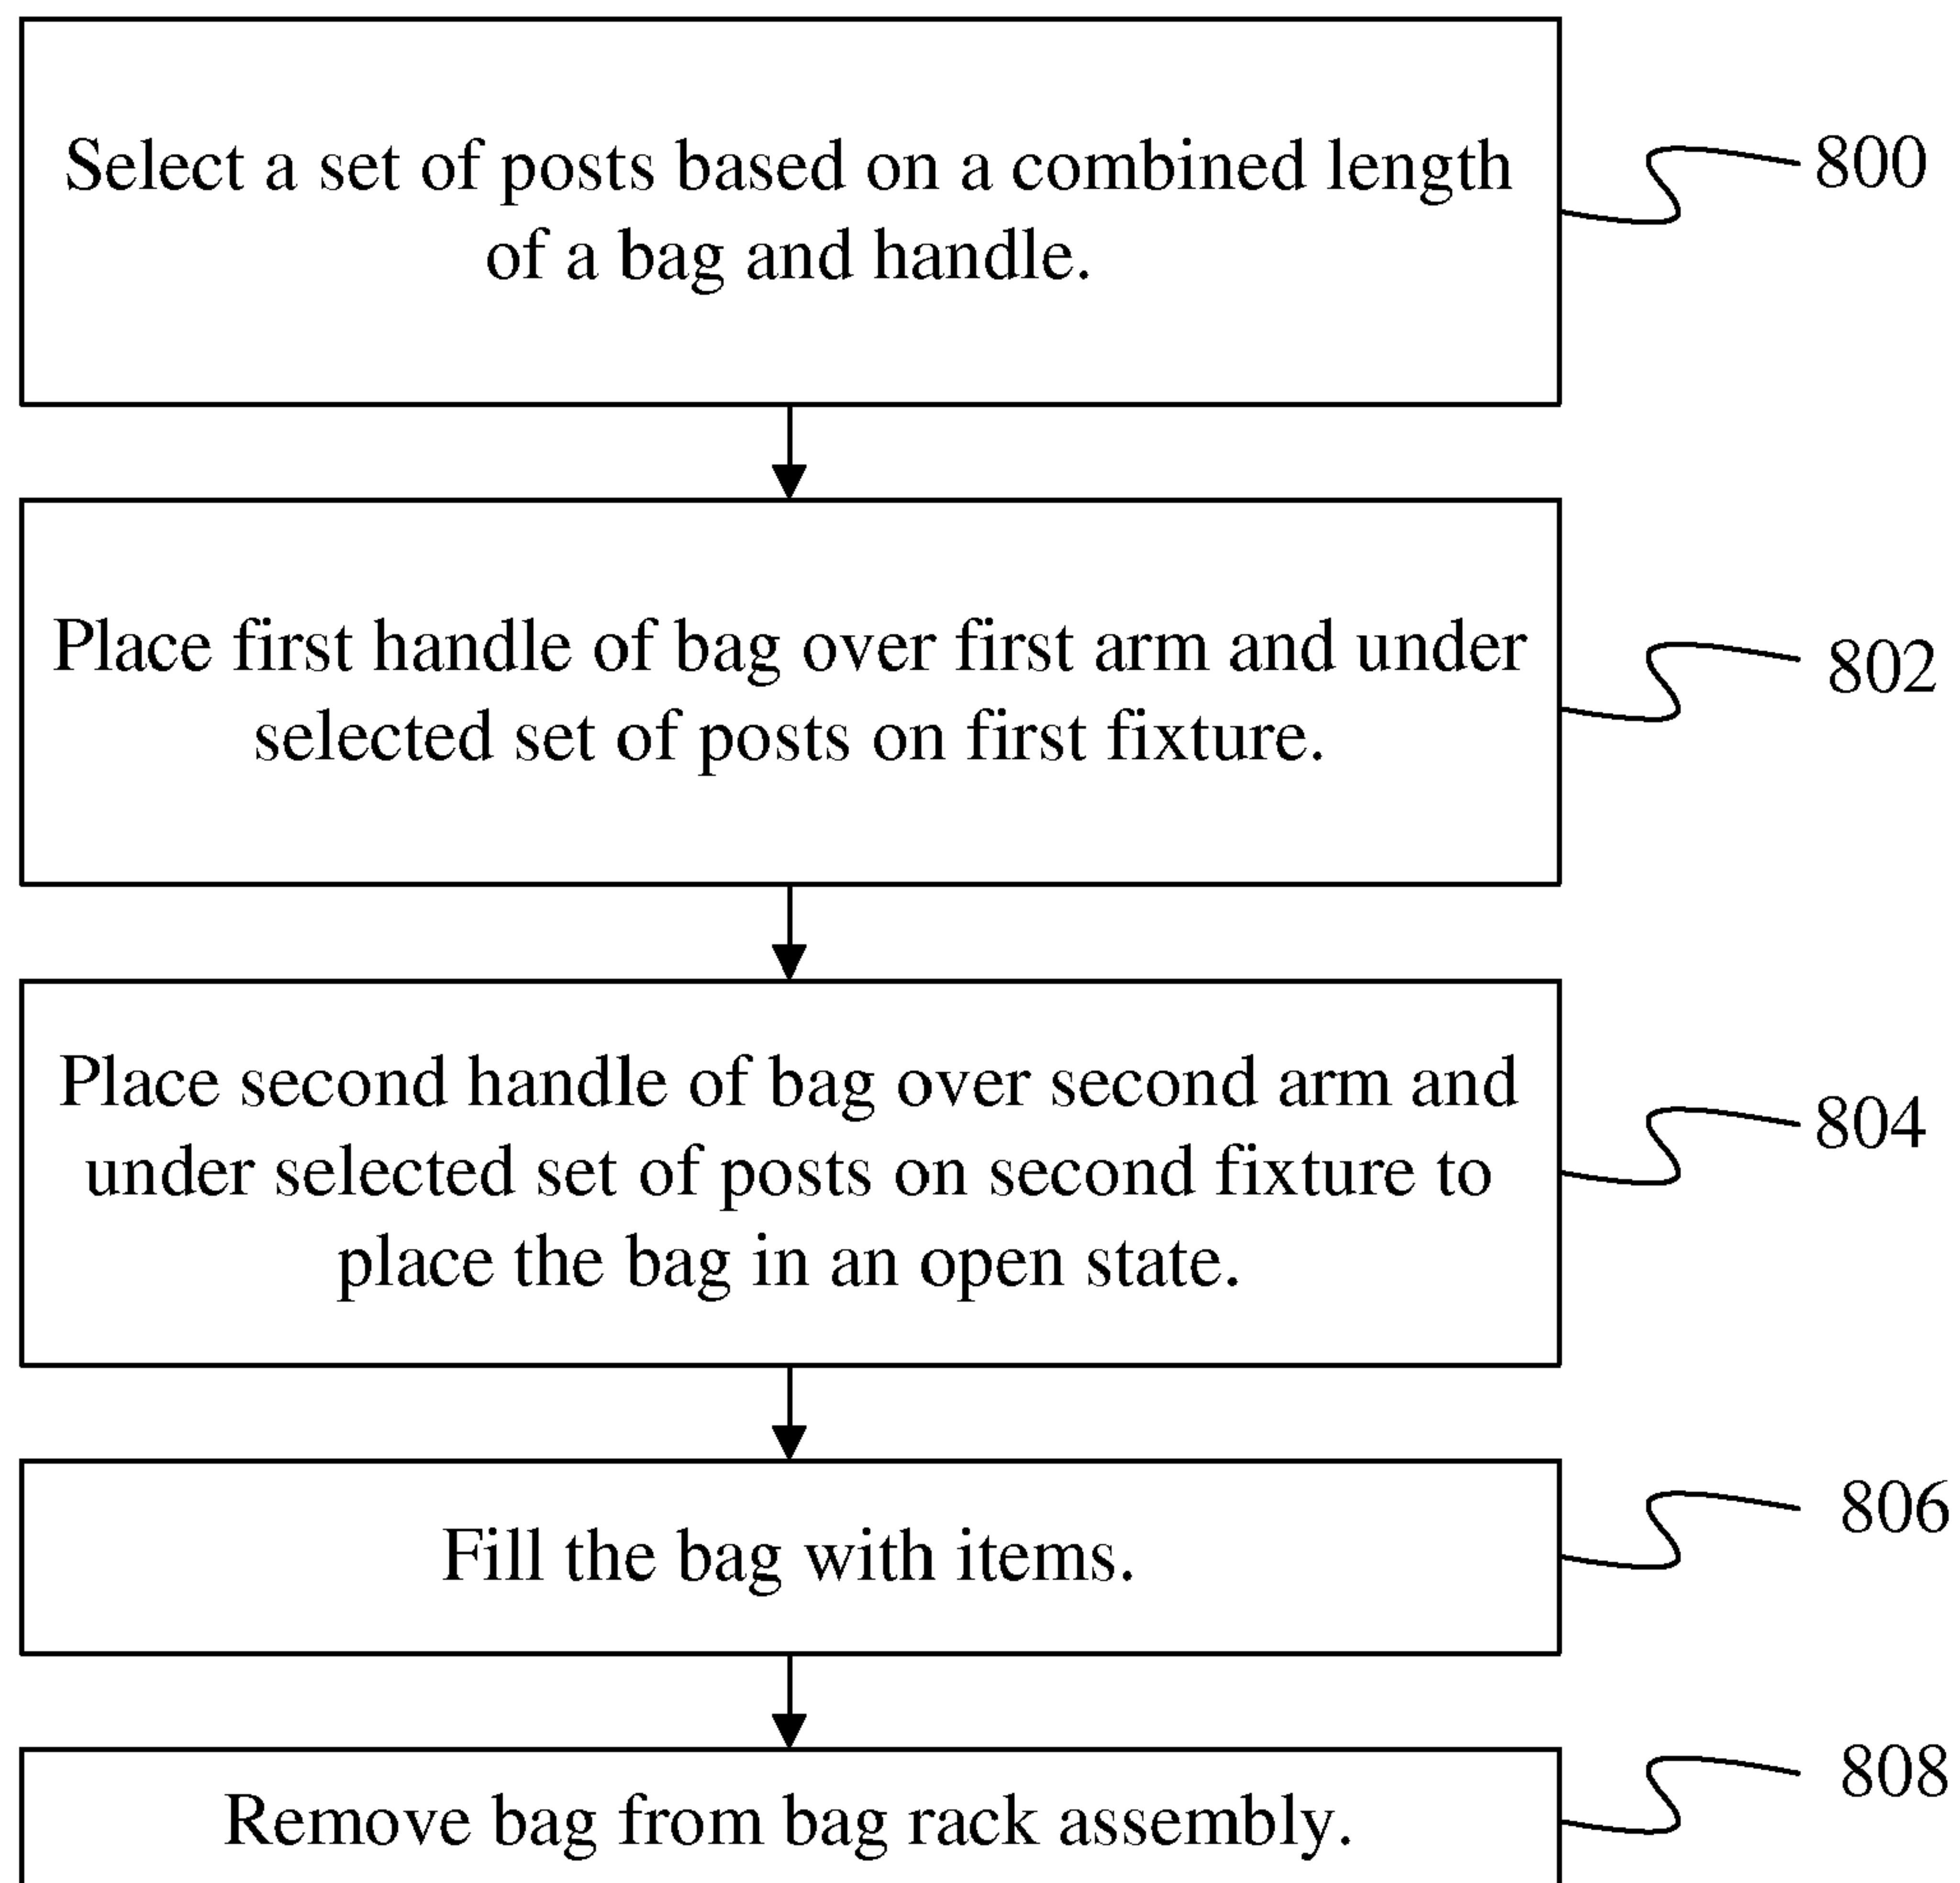 Select a set of posts based on a combined length
of a bag and handle.
800
Place first handle of bag over first arm and under
selected set of posts on first fixture.
802
Place second handle of bag over second arm and
under selected set of posts on second fixture to
place the bag in an open state.
804
Fill the bag with items.
806
Remove bag from bag rack assembly.
808